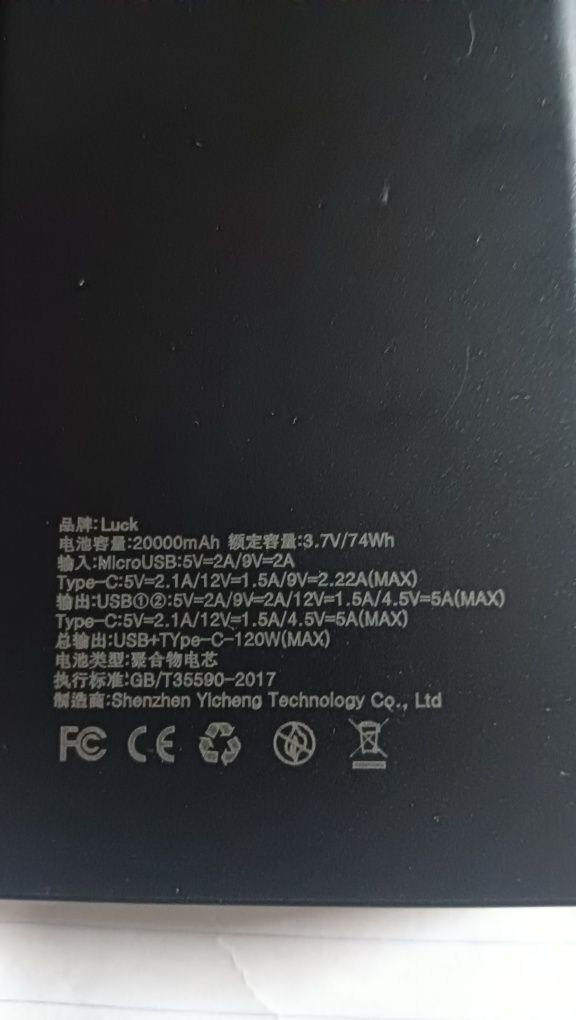 品牌:Luck
电池容量:20000mAh 额定容量:3.7V/74Wh
输入:MicroUSB:5V=2A/9V=2A
Type-C:5V=2.1A/12V=1.5A/9V=2.22A(MAX)
输出:USB①②:5V=2A/9V=2A/12V=1.5A/4.5V=5A(MAX)
Type-C:5V=2.1A/12V=1.5A/4.5V=5A(MAX)
总输出:USB+TYpe-C-120W(MAX)
电池类型:聚合物电芯
执行标准:GB/T35590-2017
制造商:Shenzhen Yicheng Technology Co., Ltd
FC CE